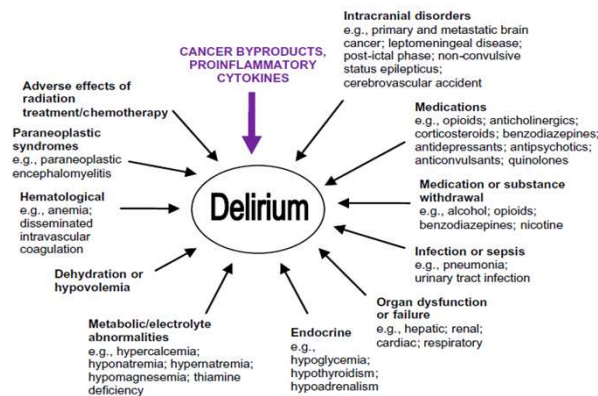 CANCER BYPRODUCTS,
PROINFLAMMATORY
CYTOKINES
Intracranial disorders
e.g., primary and metastatic brain
cancer; leptomeningeal disease;
post-ictal phase; non-convulsive
status epilepticus;
cerebrovascular accident
Adverse effects of
radiation
treatment/chemotherapy
Medications
e.g., opioids; anticholinergics;
corticosteroids; benzodiazepines;
antidepressants; antipsychotics;
anticonvulsants; quinolones
Paraneoplastic
syndromes
e.g., paraneoplastic
encephalomyelitis
Medication or substance
withdrawal
e.g., alcohol; opioids;
benzodiazepines; nicotine
Hematological
e.g., anemia;
disseminated
intravascular
coagulation
Delirium
Infection or sepsis
e.g., pneumonia;
urinary tract infection
Dehydration or
hypovolemia
Organ dysfunction
or failure
e.g., hepatic; renal;
cardiac; respiratory
Metabolic/electrolyte
abnormalities
e.g., hypercalcemia;
hyponatremia; hypernatremia;
hypomagnesemia; thiamine
deficiency
Endocrine
e.g.,
hypoglycemia;
hypothyroidism;
hypoadrenalism